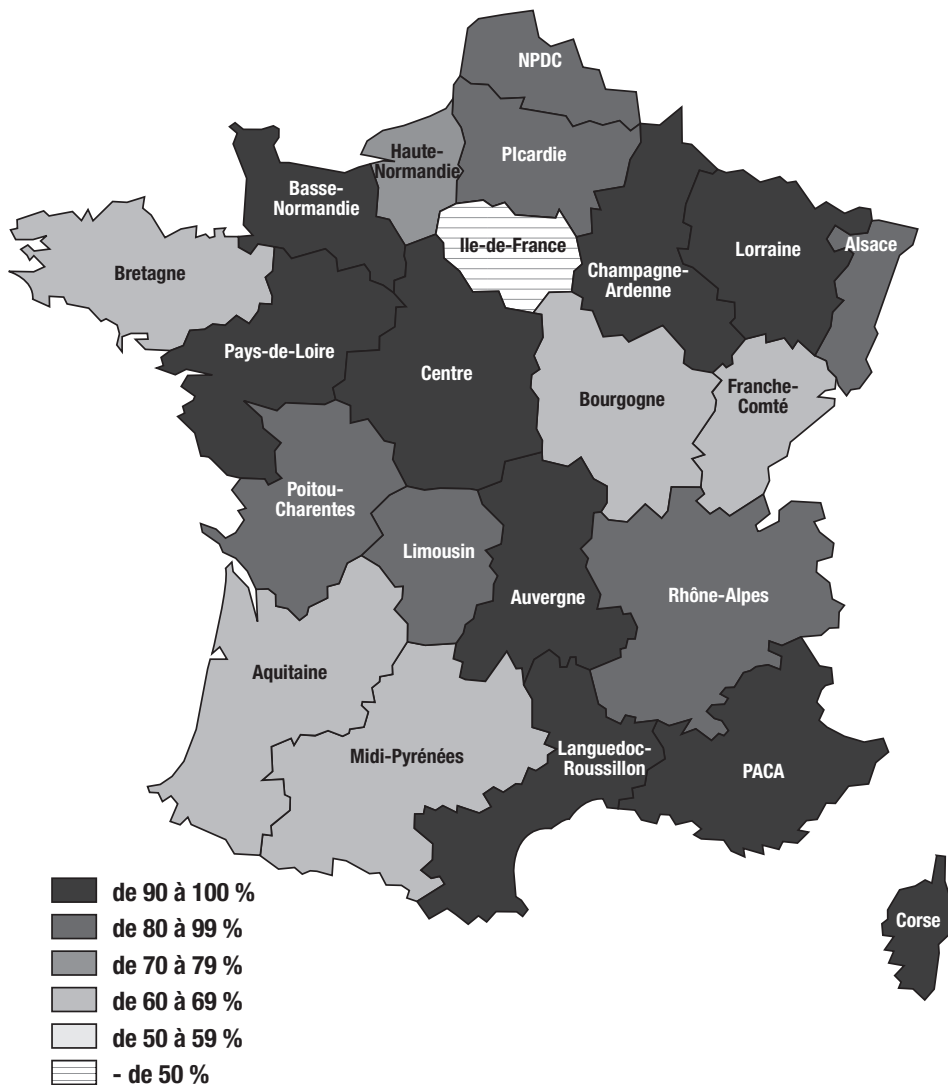 NPDC
PIcardie
Haute-
Normandie
Basse-
Normandie
Ile-de-France
Champagne-
Ardenne
Lorraine
Alsace
Bretagne
Pays-de-Loire
Centre
Bourgogne
Franche-
Comté
Poitou-
Charentes
Limousin
Auvergne
Rhône-Alpes
Aquitaine
Midi-Pyrénées
Languedoc-
Roussillon
PACA
Corse
de 90 à 100 %
de 80 à 99 %
de 70 à 79 %
de 60 à 69 %
de 50 à 59 %
- de 50 %